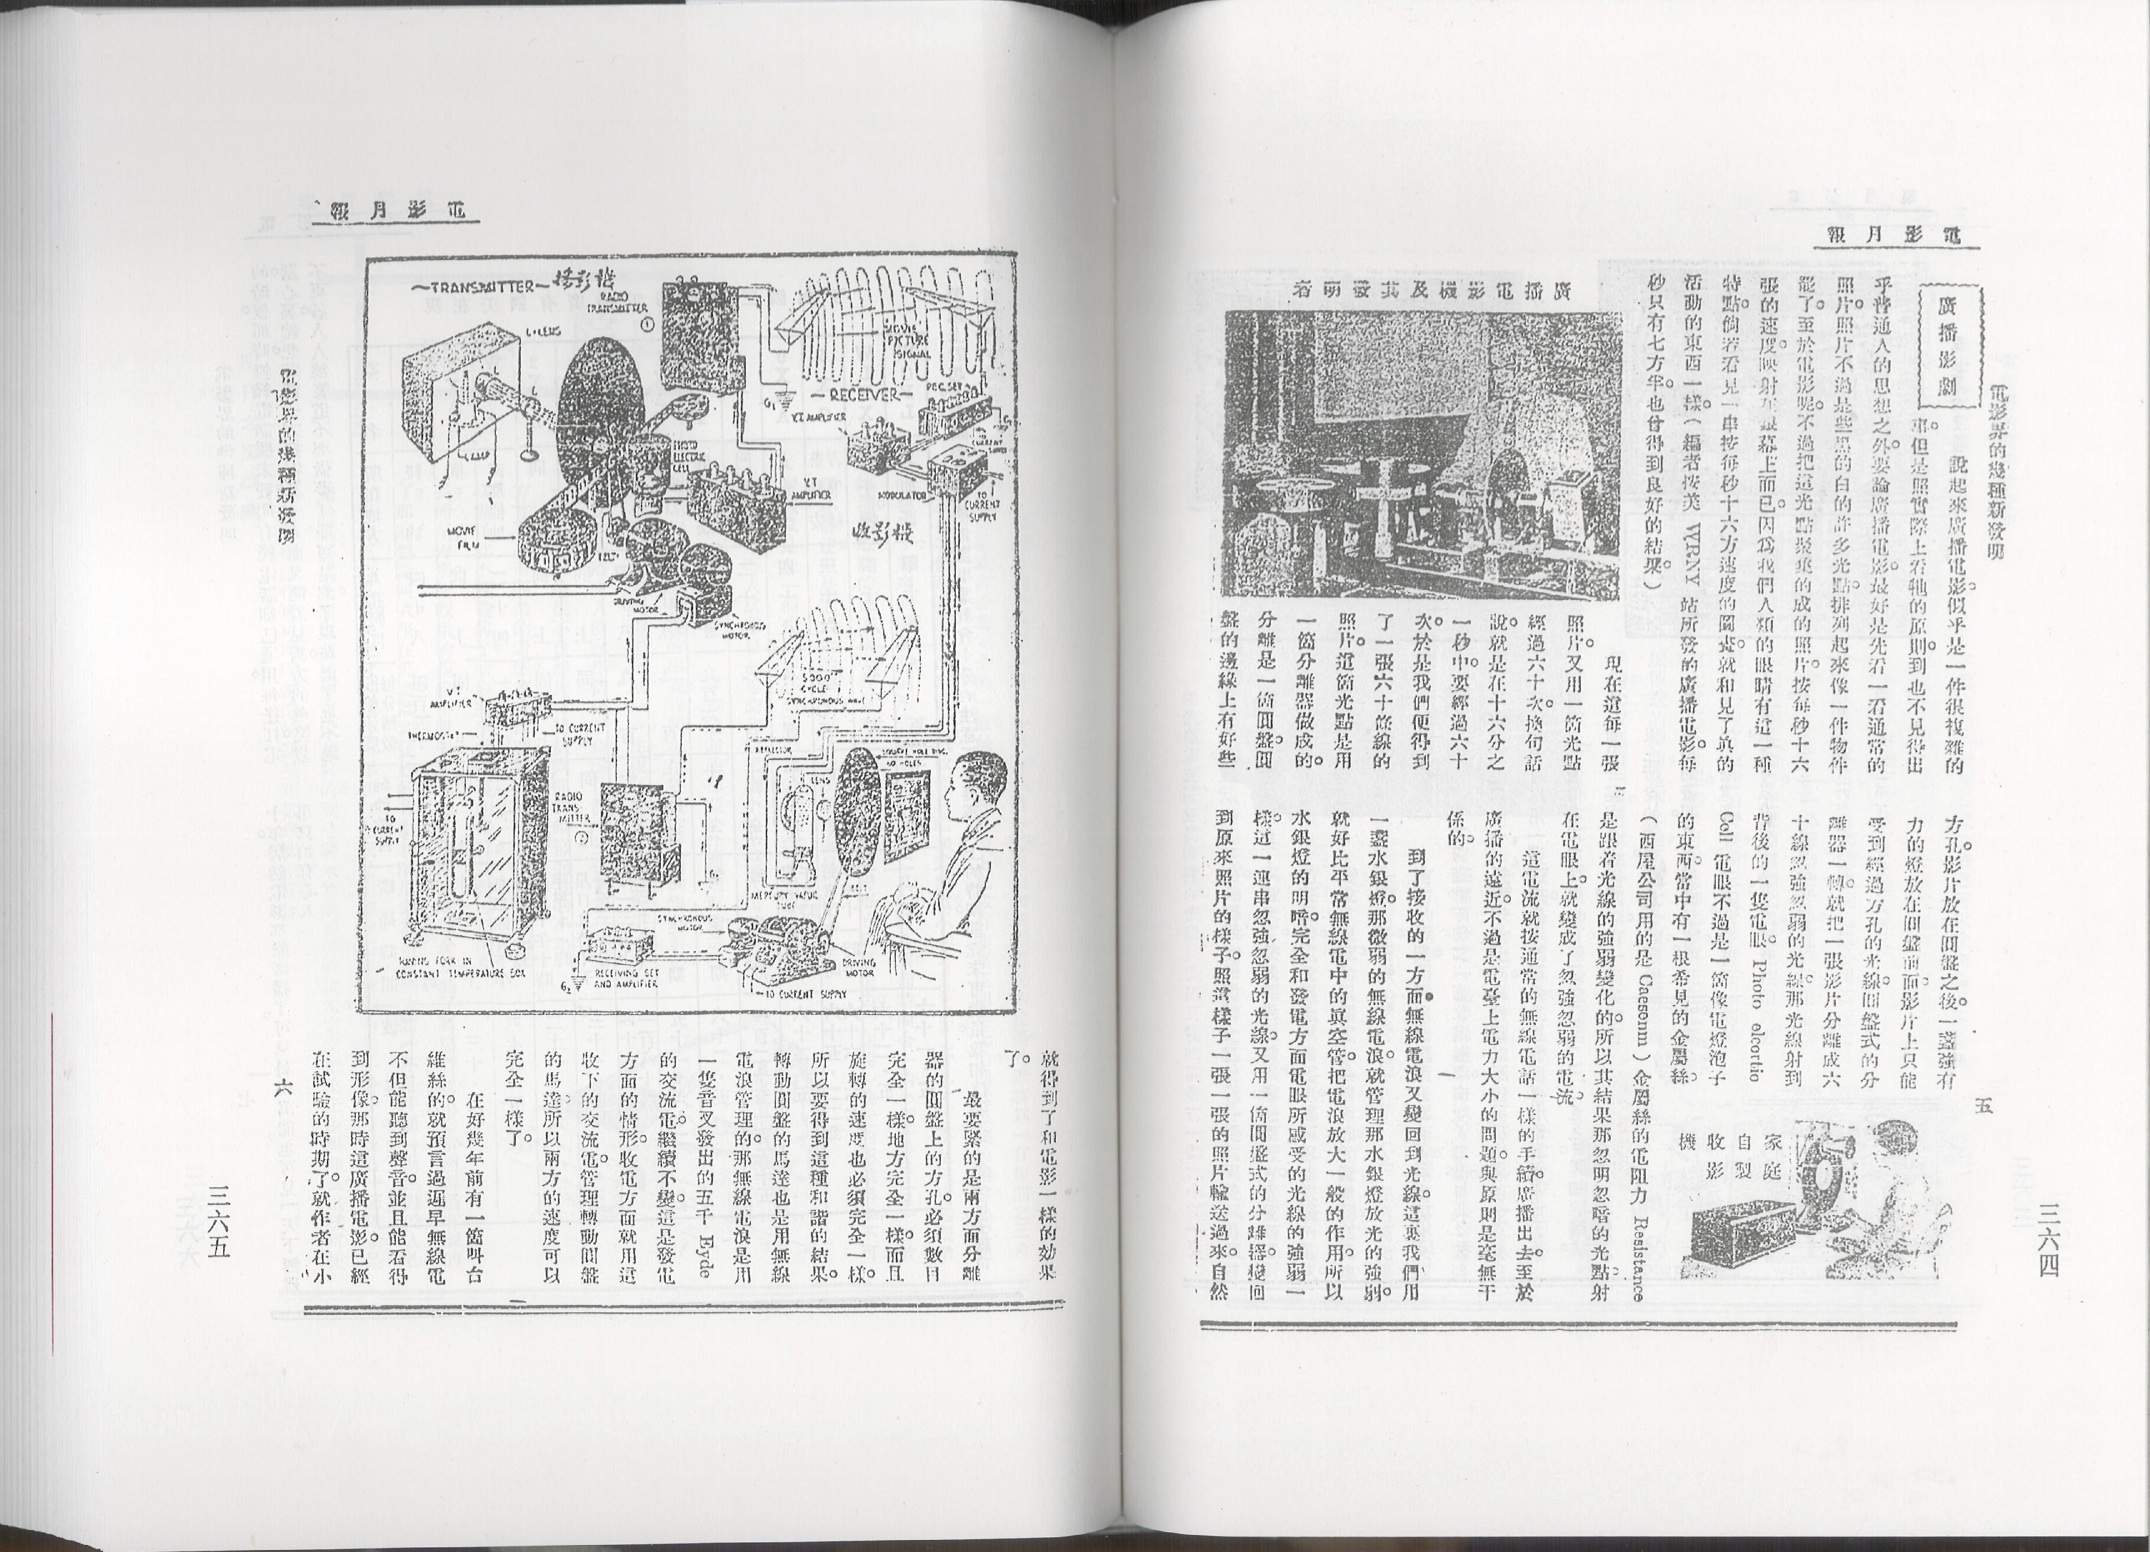 電影月報
電影界的幾種新發明
五
三六四
廣播影劇
說起來廣播電影。似乎是一件很複雜的
事。但是照實際上看牠的原則。到也不見得出
乎普通人的思想之外。要論廣播電影。最好是先看一看通常的
照片。照片不過是些黑的白的許多光點。排列起來像一件物件
罷了。至於電影呢。不過把這光點聚集的成的照片。按每秒十六
張的速度。映射在銀幕上而已。因爲我們人類的眼睛有這一種
特點。倘若看見一串按每秒十六方速度的圖畫。就和見了眞的
活動的東西一樣。（編者按美 WRNY 站所發的廣播電影。每
秒只有七方半。也曾得到良好的結果。）
廣播電影機及其發明者
現在這每一張
照片。又用一箇光點
經過六十次。換句話
說。就是在十六分之
一秒中。要經過六十
次。於是我們便得到
了一張六十條線的
照片。這箇光點是用
一箇分離器做成的。
分離是一箇圓盤。圓
盤的邊緣上有好些
方孔。影片放在圓盤之後。一盞強有
力的燈放在圓盤前面。影片上只能
受到經過方孔的光線。圓盤式的分
離器一轉。就把一張影片分離成六
十線忽強忽弱的光線。那光線射到
背後的一隻電眼。Photo elcortio
Cell 電眼不過是一箇像電燈泡子
的東西。當中有一根希見的金屬絲。
（西屋公司用的是 Caesonm）金屬絲的電阻力 Resistance
是跟着光線的強弱變化的。所以其結果那忽明忽暗的光點。射
在電眼上。就變成了忽強忽弱的電流。
這電流就按通常的無線電話一樣的手續。廣播出去。至於
廣播的遠近。不過是電臺上電力大小的問題。與原則是毫無干
係的。
到了接收的一方面。無線電浪又變回到光線。這裏我們用
一盞水銀燈。那微弱的無線電浪。就管理那水銀燈放光的強弱。
就好比平常無線電中的眞空管。把電浪放大一般的作用。所以
水銀燈的明暗。完全和發電方面電眼所感受的光線的強弱一
樣。這一連串忽強忽弱的光線。又用一箇圓盤式的分離器。變回
到原來照片的樣子。照這樣子一張一張的照片輸送過來。自然
家庭
自製
收影
機
電影月報
電影界的幾種新發明
六
三六五
TRANSMITTER 播影機
RADIO TRANSMITTER
①
LENS
LAMP
PHOTO ELECTRIC CELL
V.T. AMPLIFIER
MOVIE FILM
BELT
DRIVING MOTOR
SYNCHRONOUS MOTOR
MOVIE PICTURE SIGNAL
G₁
RECEIVER
V.T. AMPLIFIER
REC. SET
MODULATOR
TO CURRENT SUPPLY
收影機
5000 CYCLE SYNCHRONOUS WAVE
V.T. AMPLIFIER
THERMOSTAT
TO CURRENT SUPPLY
TO CURRENT SUPPLY
RADIO TRANSMITTER
②
REFLECTOR
LENS
SQUARE HOLE DISC.
60 HOLES
MERCURY VAPOR TUBE
BELT
SYNCHRONOUS MOTOR
DRIVING MOTOR
TUNING FORK IN CONSTANT TEMPERATURE BOX
G₂
RECEIVING SET AND AMPLIFIER
TO CURRENT SUPPLY
就得到了和電影一樣的効果
了。
最要緊的是兩方面分離
器的圓盤上的方孔。必須數目
完全一樣。地方完全一樣。而且
旋轉的速度也必須完全一樣。
所以要得到這種和諧的結果。
轉動圓盤的馬達也是用無線
電浪管理的。那無線電浪是用
一隻音叉發出的五千 Eycle
的交流電。繼續不變。這是發電
方面的情形。收電方面就用這
收下的交流電。管理轉動圓盤
的馬達。所以兩方的速度可以
完全一樣了。
在好幾年前有一箇叫台
維絲的。就預言過遲早無線電
不但能聽到聲音。並且能看得
到形像。那時這廣播電影。已經
在試驗的時期了。就作者在小